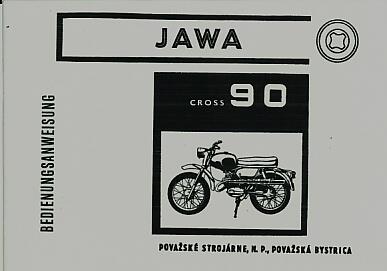 JAWA
CROSS 90
BEDIENUNGSANWEISUNG
POVAŽSKÉ STROJÁRNE, N. P., POVAŽSKÁ BYSTRICA